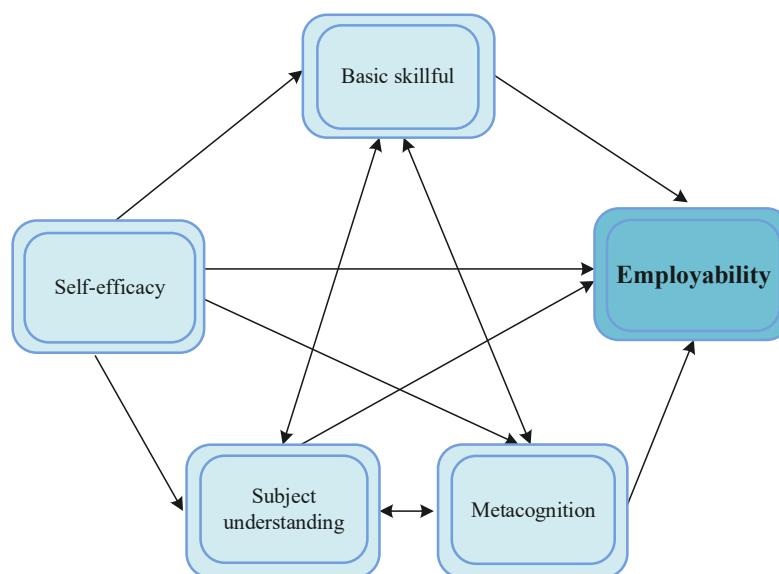 Basic skillful
Self-efficacy
Employability
Subject
understanding
Metacognition